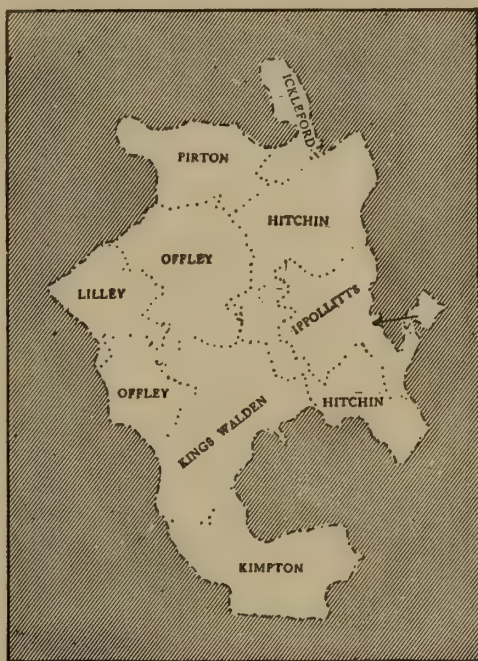 ICKLEFORD
PIRTON
HITCHIN
OFFLEY
LILLEY
IPPOLLITTS
OFFLEY
HITCHIN
KINGS WALDEN
KIMPTON